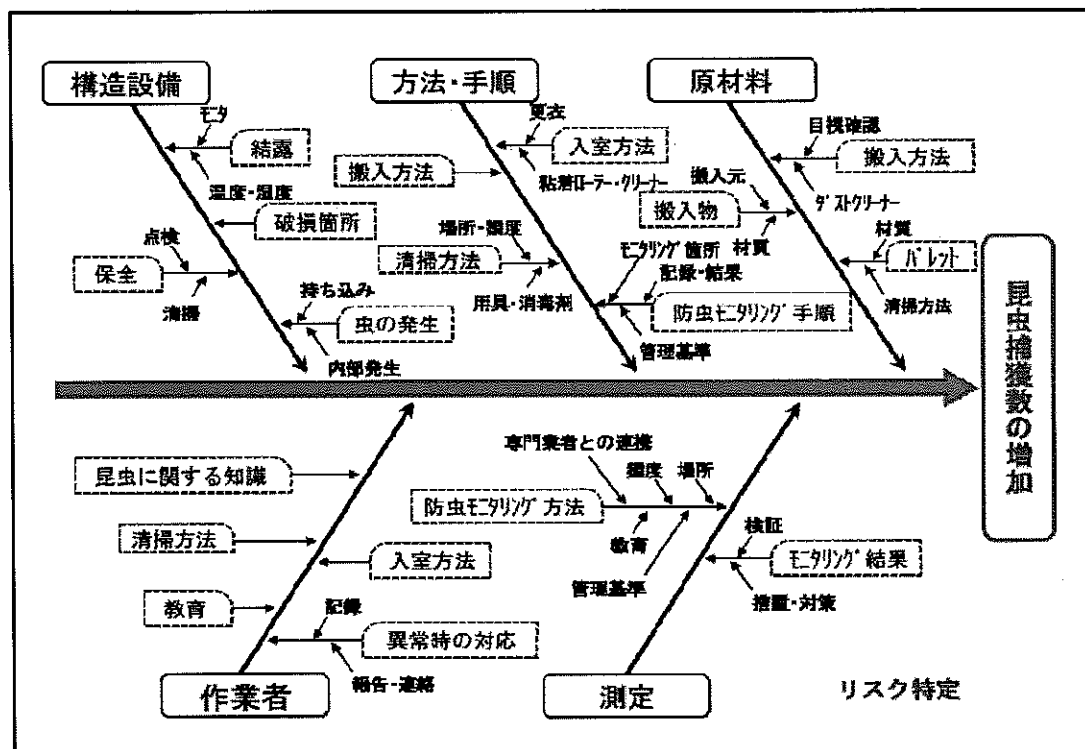 構造設備
方法・手順
原材料
モタ
結露
温度・湿度
破損箇所
点検
保全
清掃
持ち込み
虫の発生
内部発生
更衣
入室方法
粘着ローラー・クリーナー
搬入方法
場所・頻度
清掃方法
用具・消毒剤
モニタリング箇所
記録・結果
防虫モニタリング手順
管理基準
目視確認
搬入方法
ダストクリーナー
搬入元
搬入物
材質
材質
パレット
清掃方法
昆虫捕獲数の増加
昆虫に関する知識
清掃方法
入室方法
教育
記録
異常時の対応
報告・連絡
作業者
専門業者との連携
頻度
場所
防虫モニタリング方法
教育
管理基準
検証
モニタリング結果
措置・対策
測定
リスク特定